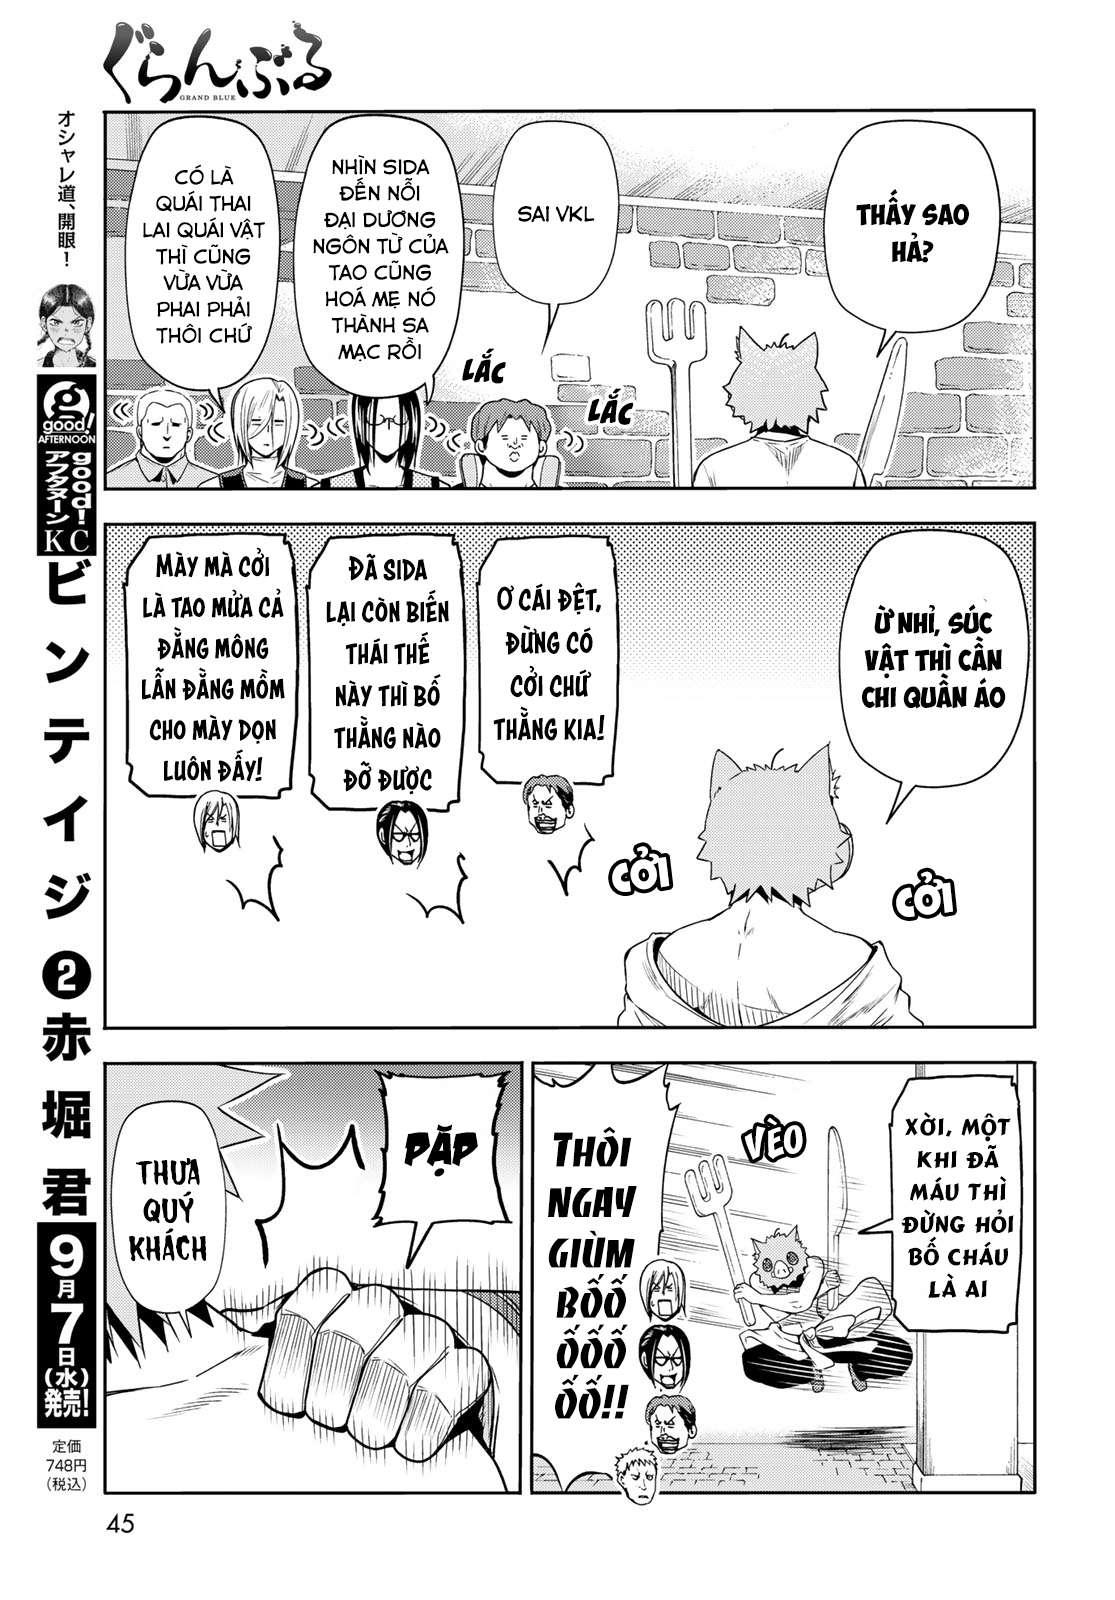 ぐらんぶる
GRAND BLUE
THẤY SAO
HẢ?
SAI VKL
NHÌN SIDA
ĐẾN NỖI
ĐẠI DƯƠNG
NGÔN TỪ CỦA
TAO CŨNG
HOÁ MẸ NÓ
THÀNH SA
MẠC RỒI
CÓ LÀ
QUÁI THAI
LAI QUÁI VẬT
THÌ CŨNG
VỪA VỪA
PHAI PHẢI
THÔI CHỨ
LẮC
LẮC
Ừ NHỈ, SÚC
VẬT THÌ CẦN
CHI QUẦN ÁO
Ơ CÁI ĐỆT,
ĐỪNG CÓ
CỞI CHỨ
THẰNG KIA!
ĐÃ SIDA
LẠI CÒN BIẾN
THÁI THẾ
NÀY THÌ BỐ
THẰNG NÀO
ĐỠ ĐƯỢC
MÀY MÀ CỞI
LÀ TAO MỬA CẢ
ĐẰNG MÔNG
LẪN ĐẰNG MỒM
CHO MÀY DỌN
LUÔN ĐẤY!
CỞI
CỞI
XỜI, MỘT
KHI ĐÃ
MÁU THÌ
ĐỪNG HỎI
BỐ CHÁU
LÀ AI
VÈO
THÔI
NGAY
GIÙM
BỐỐ
ỐỐỐ
ỐỐ!!
PẶP
THƯA
QUÝ
KHÁCH
オシャレ道、開眼！
good!
AFTERNOON
good!
アフタヌーン
KC
ビンテイジ
2
赤堀君
9月7日(水)発売!
定価
748円
(税込)
45